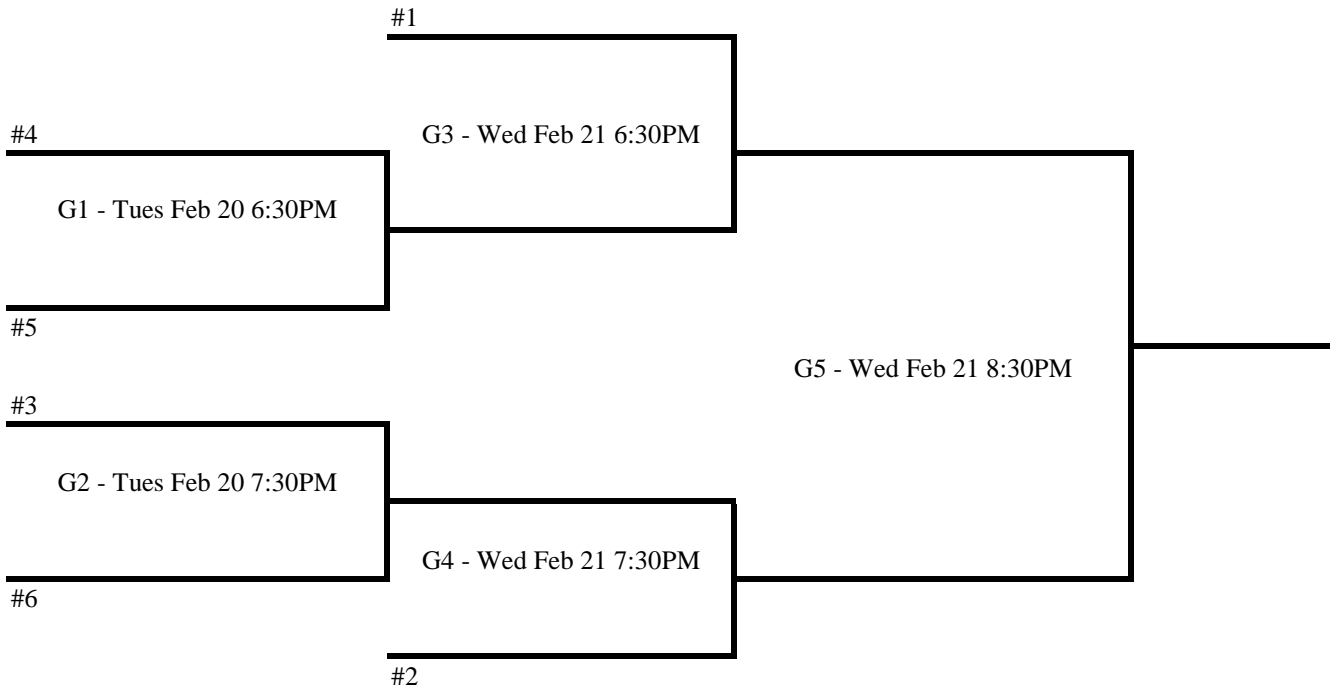 #1
#4
G3 - Wed Feb 21 6:30PM
G1 - Tues Feb 20 6:30PM
#5
G5 - Wed Feb 21 8:30PM
#3
G2 - Tues Feb 20 7:30PM
G4 - Wed Feb 21 7:30PM
#6
#2